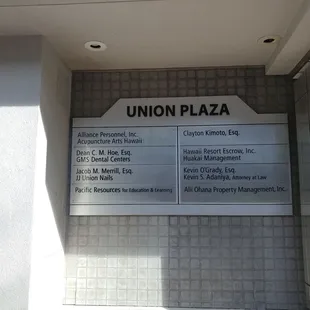 UNION PLAZA
Alliance Personnel, Inc.
Acupuncture Arts Hawaii
Dean C. M. Hoe, Esq.
GMS Dental Centers
Jacob M. Merrill, Esq.
JJ Union Nails
Pacific Resources for Education & Learning
Clayton Kimoto, Esq.
Hawaii Resort Escrow, Inc.
Huakai Management
Kevin O'Grady, Esq.
Kevin S. Adaniya, Attorney at Law
Alii Ohana Property Management, Inc.